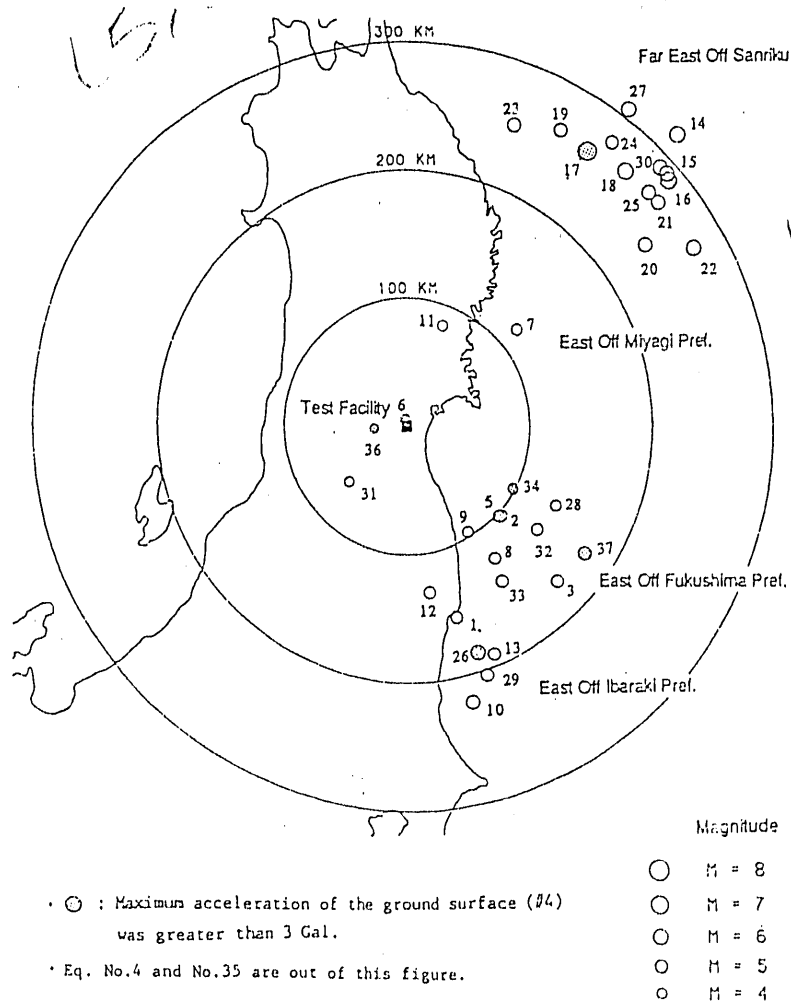 300 KM
Far East Off Sanriku
27
23
19
14
24
17
30
15
18
16
200 KM
25
21
20
22
100 KM
11
7
East Off Miyagi Pref.
Test Facility
6
36
31
34
5
28
9
2
32
37
8
East Off Fukushima Pref.
3
33
12
1.
26
13
29
East Off Ibaraki Pref.
10
Magnitude
M = 8
M = 7
M = 6
M = 5
M = 4
· : Maximum acceleration of the ground surface (#4)
was greater than 3 Gal.
· Eq. No.4 and No.35 are out of this figure.